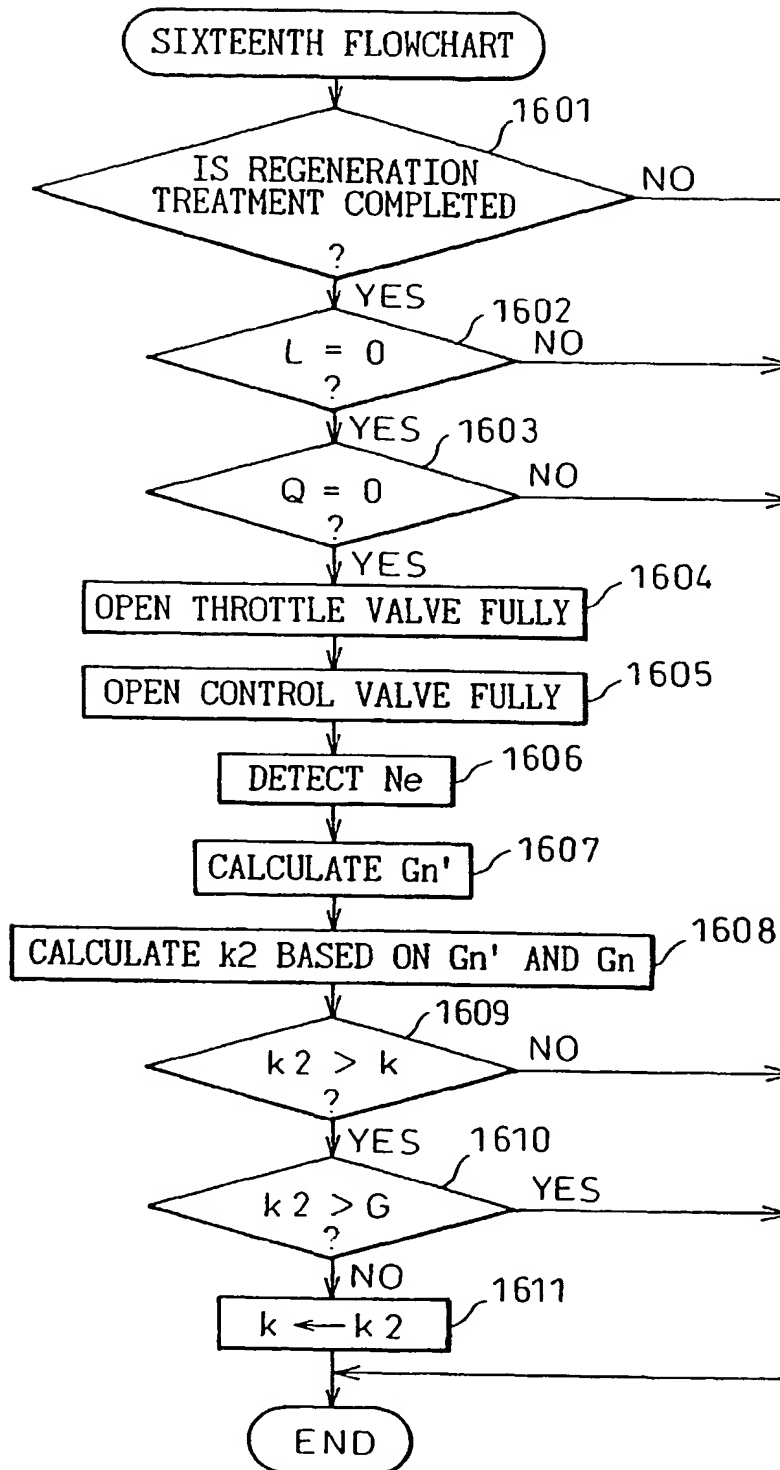 SIXTEENTH FLOWCHART
1601
IS REGENERATION
TREATMENT COMPLETED
?
NO
YES
1602
L = 0
?
NO
YES
1603
Q = 0
?
NO
YES
1604
OPEN THROTTLE VALVE FULLY
1605
OPEN CONTROL VALVE FULLY
1606
DETECT Ne
1607
CALCULATE Gn'
1608
CALCULATE k2 BASED ON Gn' AND Gn
1609
k2 > k
?
NO
YES
1610
k2 > G
?
YES
NO
1611
k ← k2
END